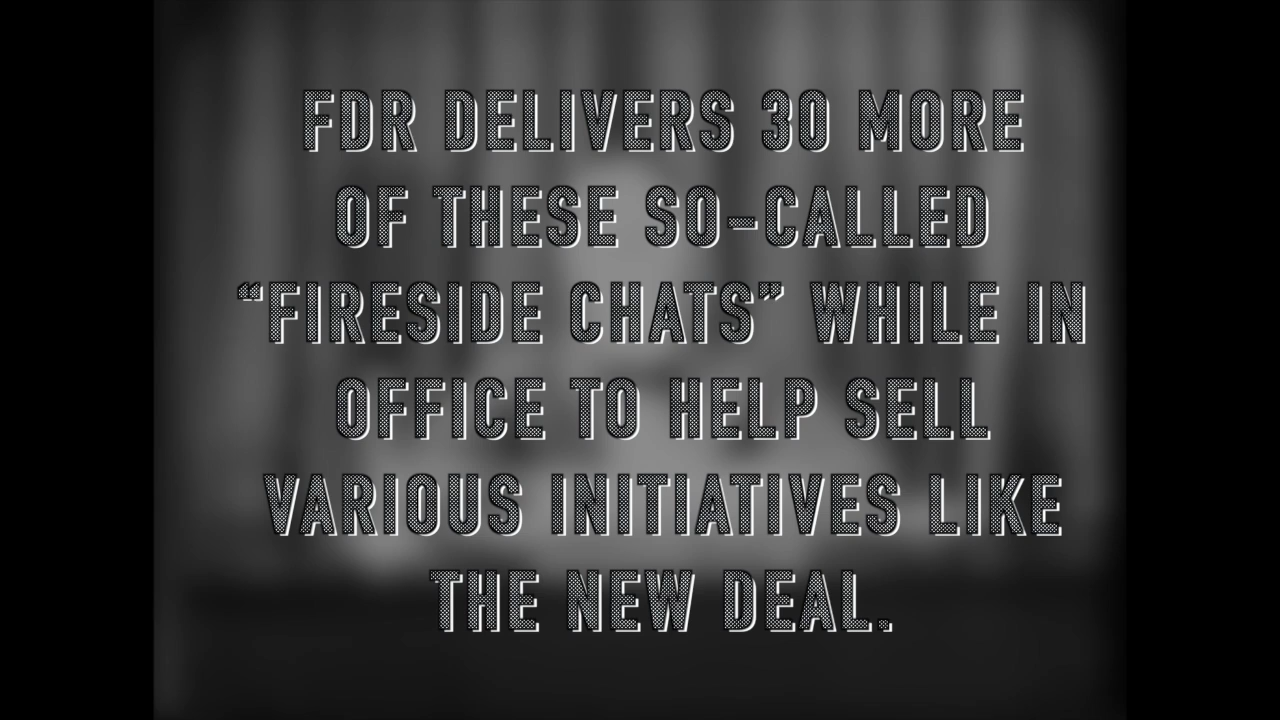 FDR DELIVERS 30 MORE
OF THESE SO-CALLED
“FIRESIDE CHATS” WHILE IN
OFFICE TO HELP SELL
VARIOUS INITIATIVES LIKE
THE NEW DEAL.